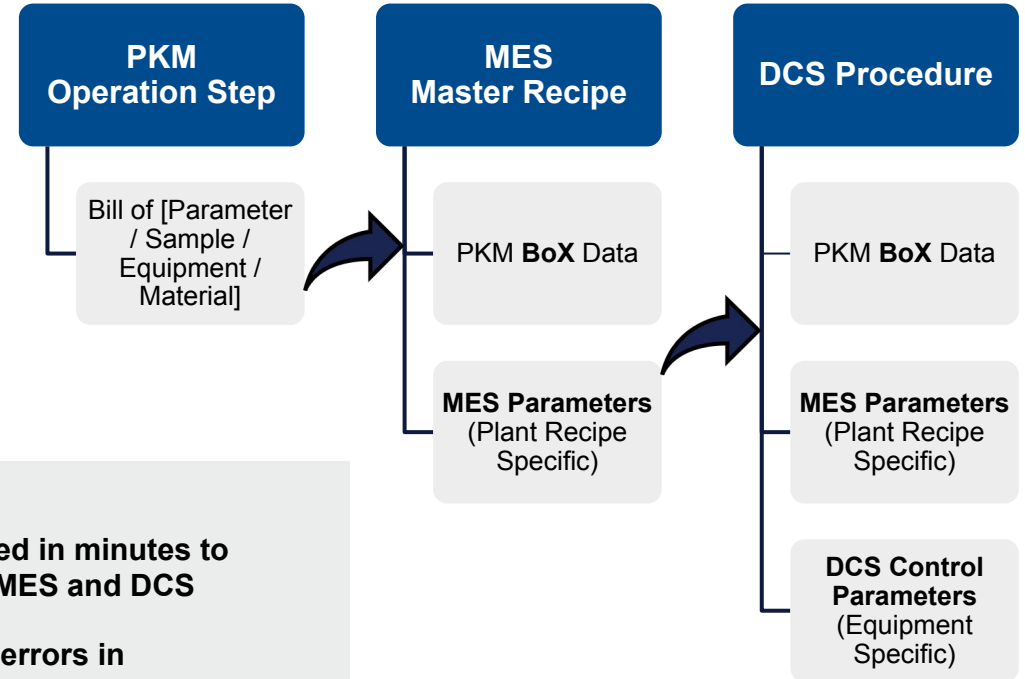 PKM
Operation Step
Bill of [Parameter
/ Sample /
Equipment /
Material]
MES
Master Recipe
PKM BoX Data
MES Parameters
(Plant Recipe
Specific)
DCS Procedure
PKM BoX Data
MES Parameters
(Plant Recipe
Specific)
DCS Control
Parameters
(Equipment
Specific)
ed in minutes to
MES and DCS
errors in